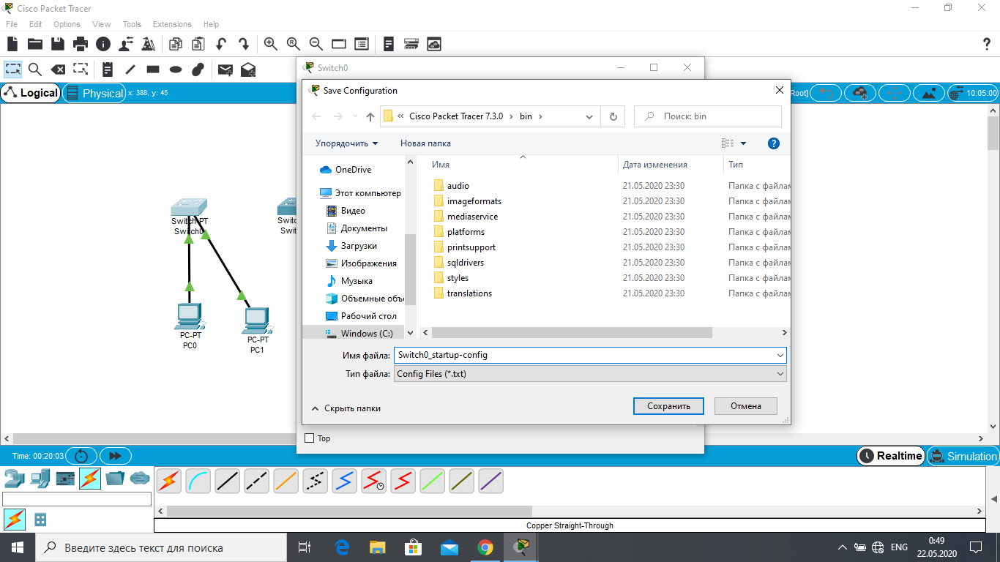 Cisco Packet Tracer
File Edit Options View Tools Extensions Help
?
Switch0
Logical Physical x: 388, y: 45
Root] 10:05:00
Save Configuration
« Cisco Packet Tracer 7.3.0 › bin ›
Поиск: bin
Упорядочить Новая папка ?
OneDrive
Этот компьютер
Видео
Документы
Загрузки
Изображения
Музыка
Объемные объ
Рабочий стол
Windows (C:)
Имя Дата изменения Тип
audio 21.05.2020 23:30 Папка с файлам
imageformats 21.05.2020 23:30 Папка с файлам
mediaservice 21.05.2020 23:30 Папка с файлам
platforms 21.05.2020 23:30 Папка с файлам
printsupport 21.05.2020 23:30 Папка с файлам
sqldrivers 21.05.2020 23:30 Папка с файлам
styles 21.05.2020 23:30 Папка с файлам
translations 21.05.2020 23:30 Папка с файлам
Имя файла: Switch0_startup-config
Тип файла: Config Files (*.txt)
Скрыть папки
Сохранить Отмена
Top
Switch-PT
Switch0
Switc
Swit
PC-PT
PC0
PC-PT
PC1
Time: 00:20:03
Realtime Simulation
Copper Straight-Through
Введите здесь текст для поиска
ENG
0:49
22.05.2020